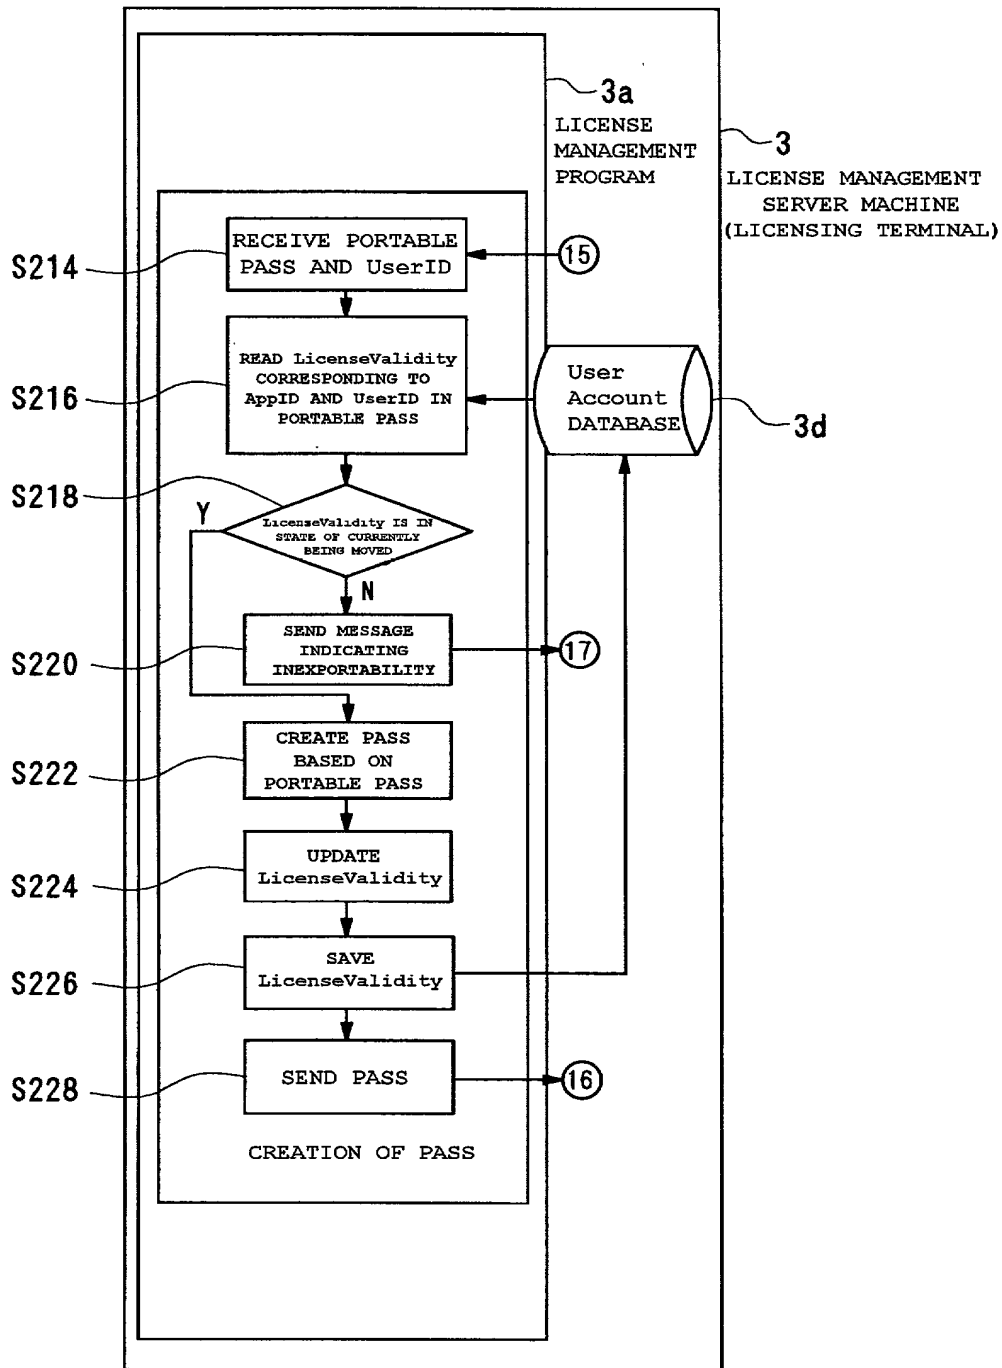 3a
LICENSE
MANAGEMENT
PROGRAM
3
LICENSE MANAGEMENT
SERVER MACHINE
(LICENSING TERMINAL)
S214
RECEIVE PORTABLE
PASS AND UserID
15
S216
READ LicenseValidity
CORRESPONDING TO
AppID AND UserID IN
PORTABLE PASS
User
Account
DATABASE
3d
S218
Y
LicenseValidity IS IN
STATE OF CURRENTLY
BEING MOVED
N
S220
SEND MESSAGE
INDICATING
INEXPORTABILITY
17
S222
CREATE PASS
BASED ON
PORTABLE PASS
S224
UPDATE
LicenseValidity
S226
SAVE
LicenseValidity
S228
SEND PASS
16
CREATION OF PASS